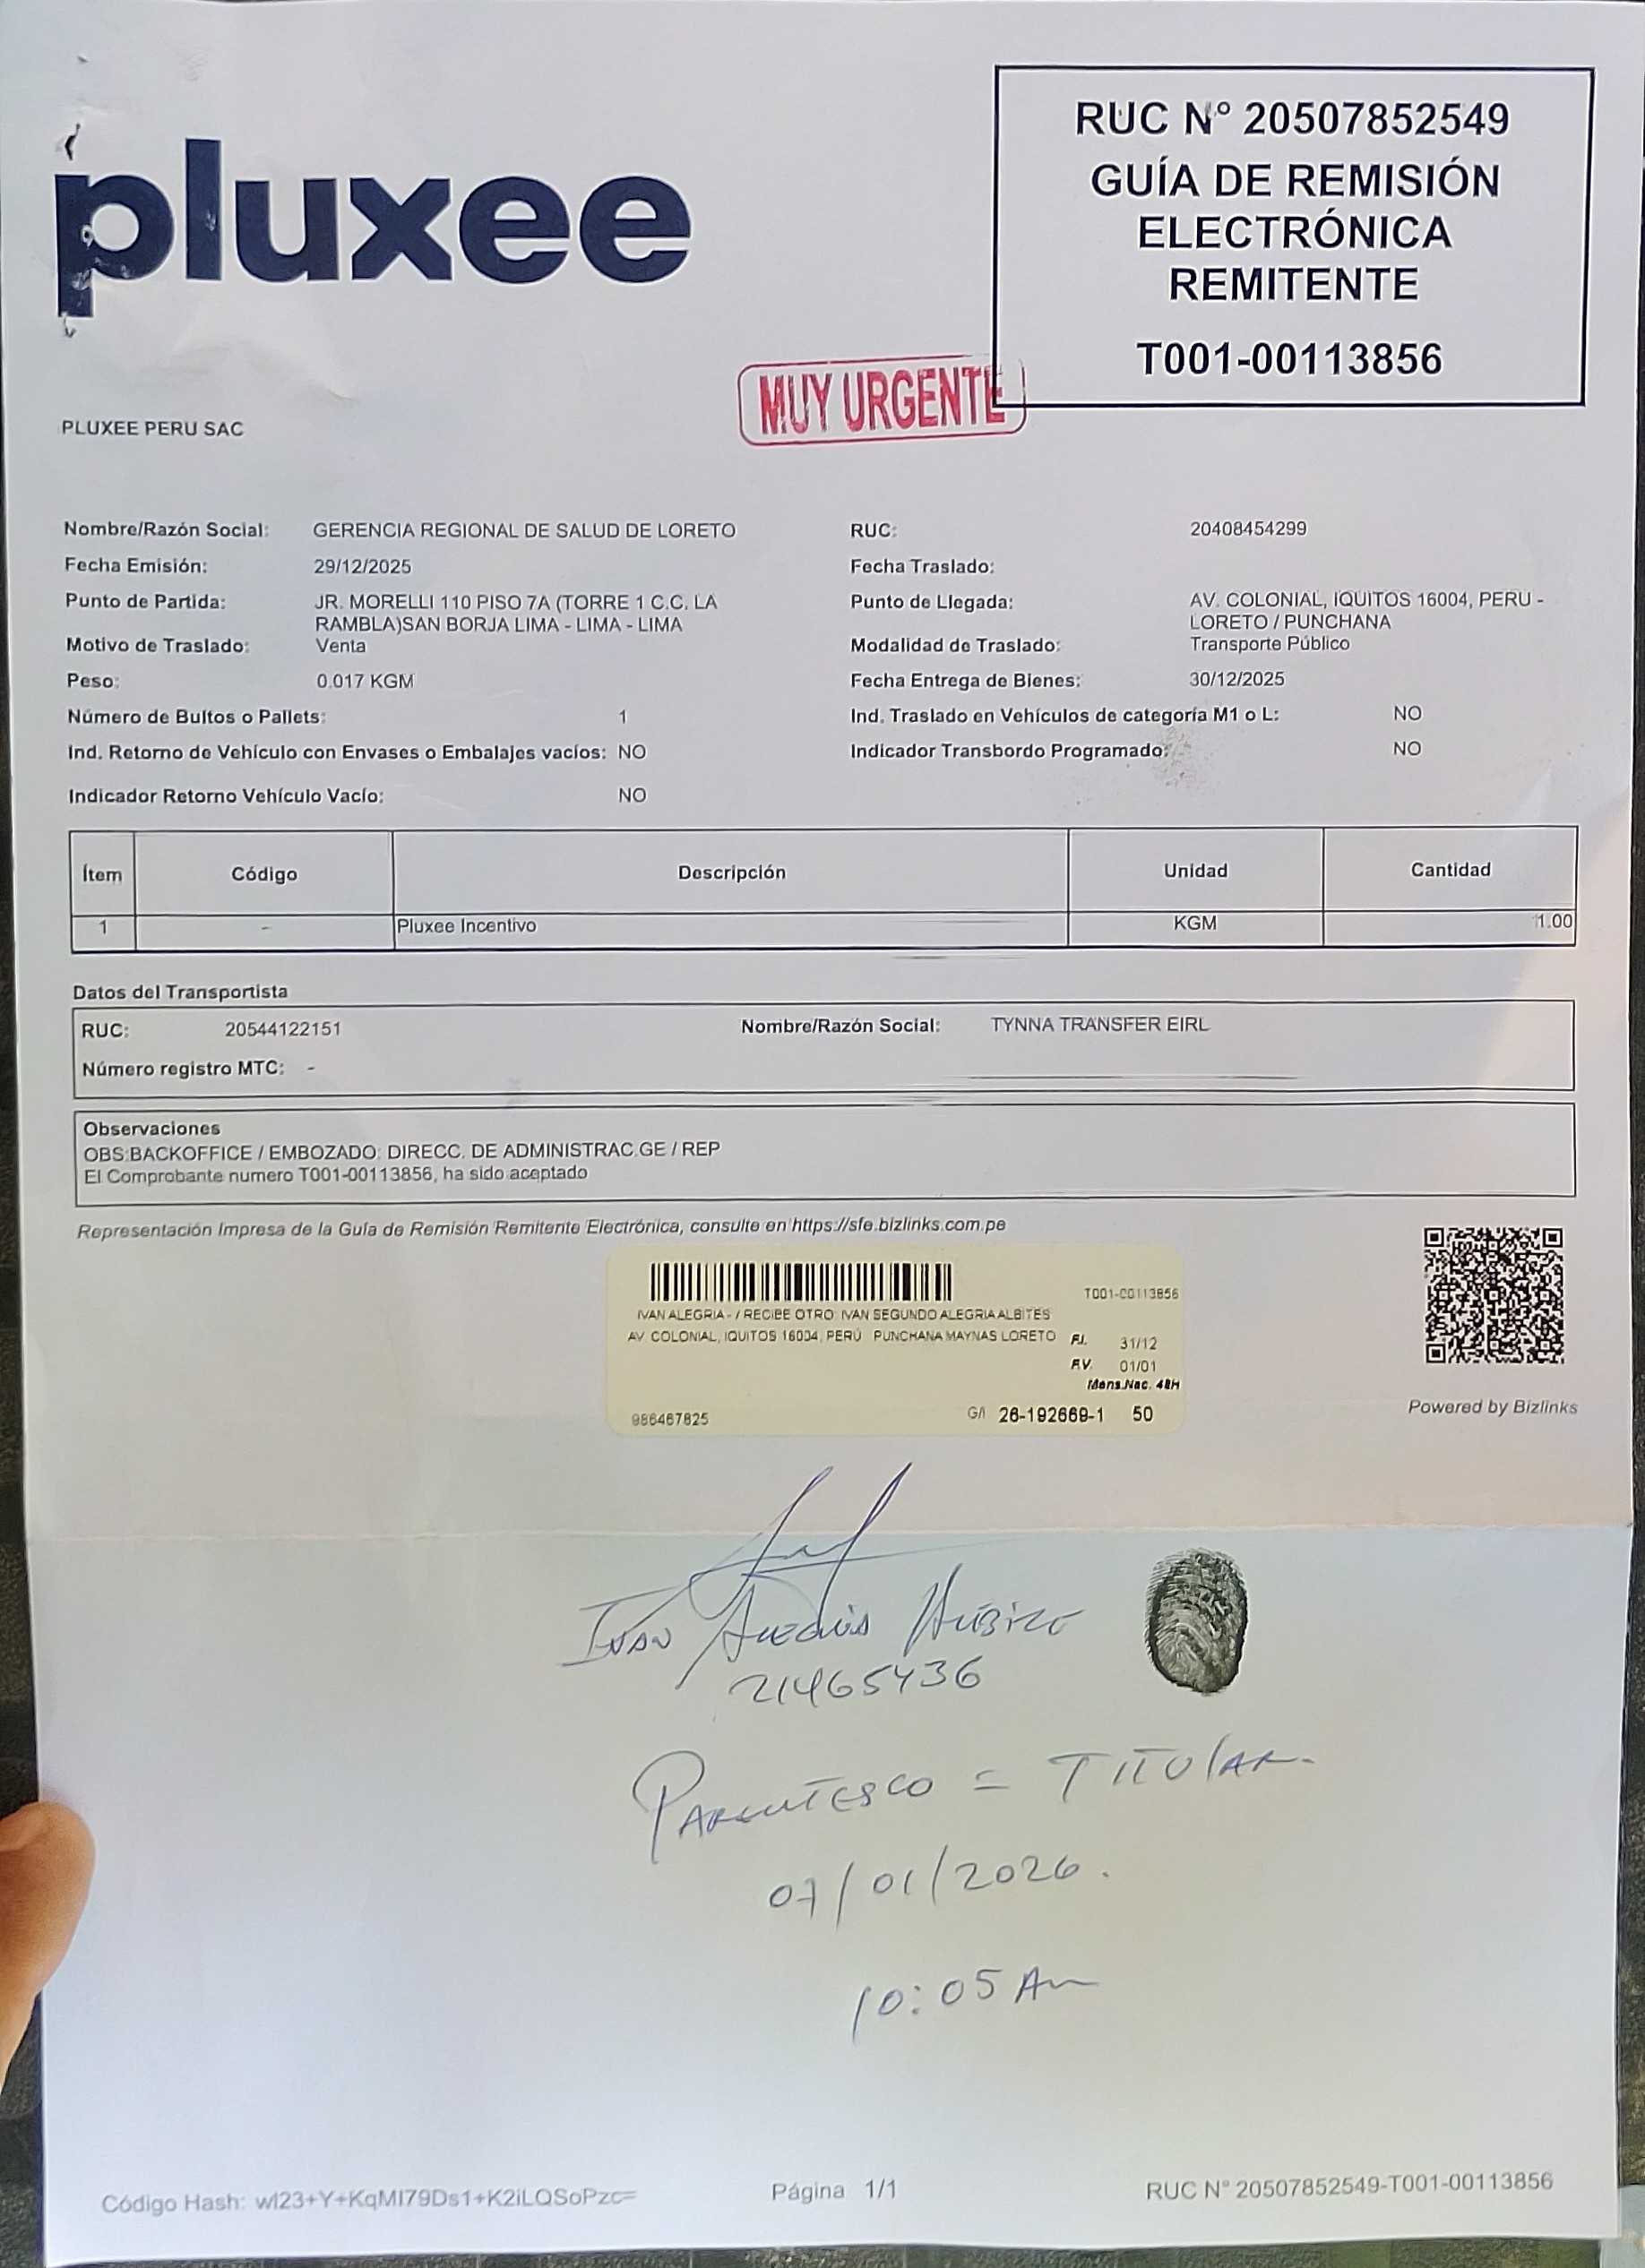 pluxee
RUC N° 20507852549
GUÍA DE REMISIÓN
ELECTRÓNICA
REMITENTE
T001-00113856
MUY URGENTE
PLUXEE PERU SAC
Nombre/Razón Social: GERENCIA REGIONAL DE SALUD DE LORETO RUC: 20408454299
Fecha Emisión: 29/12/2025 Fecha Traslado:
Punto de Partida: JR. MORELLI 110 PISO 7A (TORRE 1 C.C. LA Punto de Llegada: AV. COLONIAL, IQUITOS 16004, PERU -
RAMBLA)SAN BORJA LIMA - LIMA - LIMA LORETO / PUNCHANA
Motivo de Traslado: Venta Modalidad de Traslado: Transporte Público
Peso: 0.017 KGM Fecha Entrega de Bienes: 30/12/2025
Número de Bultos o Pallets: 1 Ind. Traslado en Vehículos de categoría M1 o L: NO
Ind. Retorno de Vehículo con Envases o Embalajes vacíos: NO Indicador Transbordo Programado: NO
Indicador Retorno Vehículo Vacío: NO
Ítem Código Descripción Unidad Cantidad
1 - Pluxee Incentivo KGM 1.00
Datos del Transportista
RUC: 20544122151 Nombre/Razón Social: TYNNA TRANSFER EIRL
Número registro MTC: -
Observaciones
OBS:BACKOFFICE / EMBOZADO: DIRECC. DE ADMINISTRAC.GE / REP
El Comprobante numero T001-00113856, ha sido aceptado
Representación Impresa de la Guía de Remisión Remitente Electrónica, consulte en https://sfe.bizlinks.com.pe
T001-00113856
IVAN ALEGRIA - / RECIBE OTRO: IVAN SEGUNDO ALEGRIA ALBITES
AV. COLONIAL, IQUITOS 16004, PERÚ PUNCHANA MAYNAS LORETO F.I. 31/12
F.V. 01/01
Mens.Nac. 48H
986467825 G/I 26-192669-1 50
Powered by Bizlinks
IVAN
21465436
PARENTESCO = TITULAR.
07/01/2026.
10:05 Am
Código Hash: wI23+Y+KqMI79Ds1+K2iLQSoPzc= Página 1/1 RUC N° 20507852549-T001-00113856